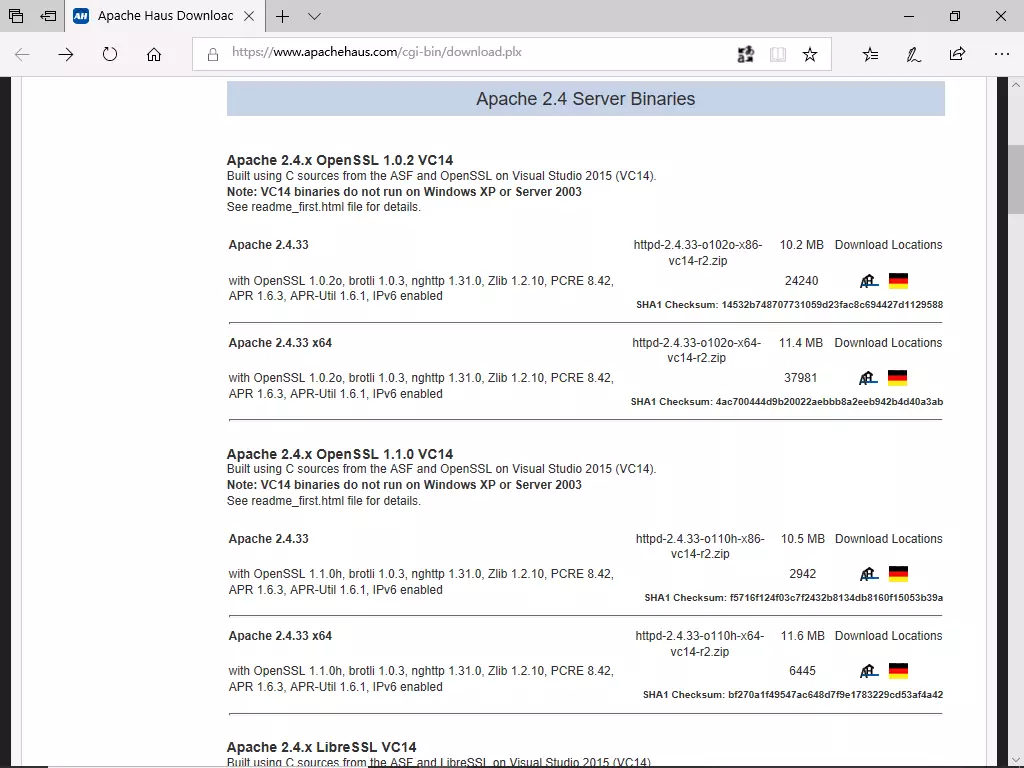 AH Apache Haus Downloac
https://www.apachehaus.com/cgi-bin/download.plx
Apache 2.4 Server Binaries
Apache 2.4.x OpenSSL 1.0.2 VC14
Built using C sources from the ASF and OpenSSL on Visual Studio 2015 (VC14).
Note: VC14 binaries do not run on Windows XP or Server 2003
See readme_first.html file for details.
Apache 2.4.33 httpd-2.4.33-o102o-x86- 10.2 MB Download Locations
vc14-r2.zip
with OpenSSL 1.0.2o, brotli 1.0.3, nghttp 1.31.0, Zlib 1.2.10, PCRE 8.42, 24240
APR 1.6.3, APR-Util 1.6.1, IPv6 enabled
SHA1 Checksum: 14532b748707731059d23fac8c694427d1129588
Apache 2.4.33 x64 httpd-2.4.33-o102o-x64- 11.4 MB Download Locations
vc14-r2.zip
with OpenSSL 1.0.2o, brotli 1.0.3, nghttp 1.31.0, Zlib 1.2.10, PCRE 8.42, 37981
APR 1.6.3, APR-Util 1.6.1, IPv6 enabled
SHA1 Checksum: 4ac700444d9b20022aebbb8a2eeb942b4d40a3ab
Apache 2.4.x OpenSSL 1.1.0 VC14
Built using C sources from the ASF and OpenSSL on Visual Studio 2015 (VC14).
Note: VC14 binaries do not run on Windows XP or Server 2003
See readme_first.html file for details.
Apache 2.4.33 httpd-2.4.33-o110h-x86- 10.5 MB Download Locations
vc14-r2.zip
with OpenSSL 1.1.0h, brotli 1.0.3, nghttp 1.31.0, Zlib 1.2.10, PCRE 8.42, 2942
APR 1.6.3, APR-Util 1.6.1, IPv6 enabled
SHA1 Checksum: f5716f124f03c7f2432b8134db8160f15053b39a
Apache 2.4.33 x64 httpd-2.4.33-o110h-x64- 11.6 MB Download Locations
vc14-r2.zip
with OpenSSL 1.1.0h, brotli 1.0.3, nghttp 1.31.0, Zlib 1.2.10, PCRE 8.42, 6445
APR 1.6.3, APR-Util 1.6.1, IPv6 enabled
SHA1 Checksum: bf270a1f49547ac648d7f9e1783229cd53af4a42
Apache 2.4.x LibreSSL VC14
Built using C sources from the ASF and LibreSSL on Visual Studio 2015 (VC14)